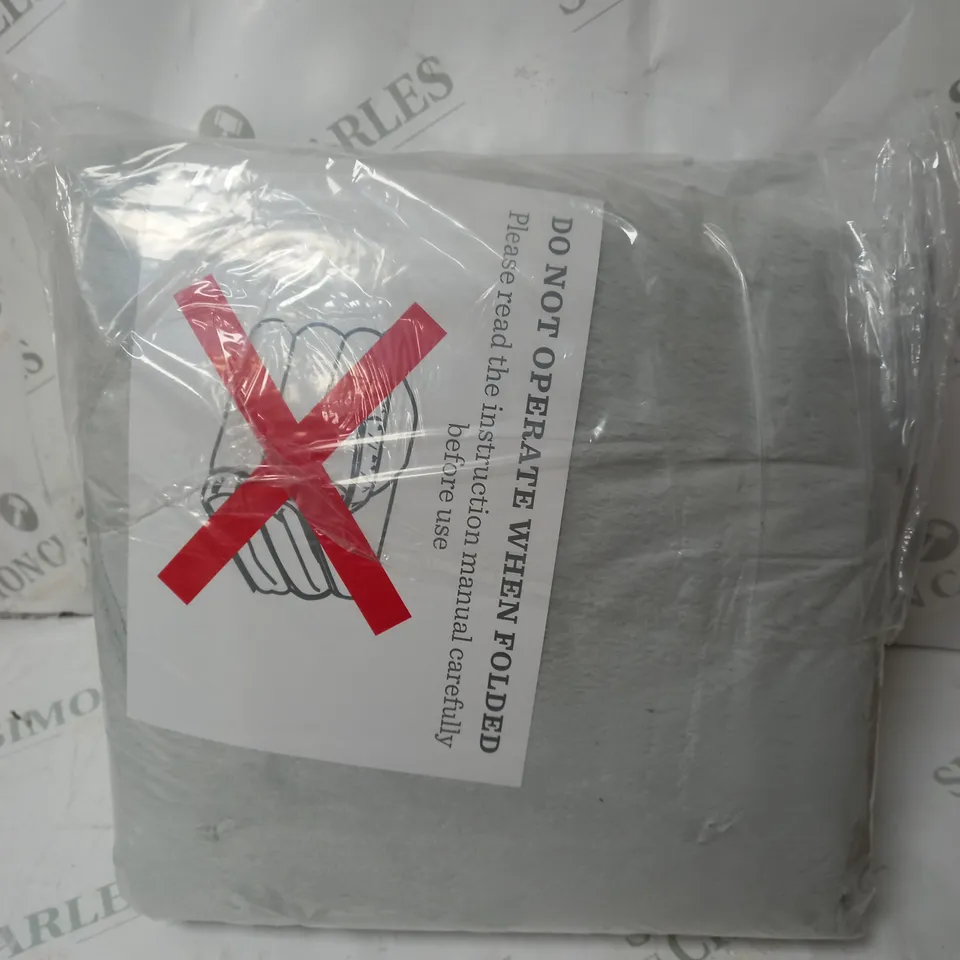 DO NOT OPERATE WHEN FOLDED
Please read the instruction manual carefully
before use